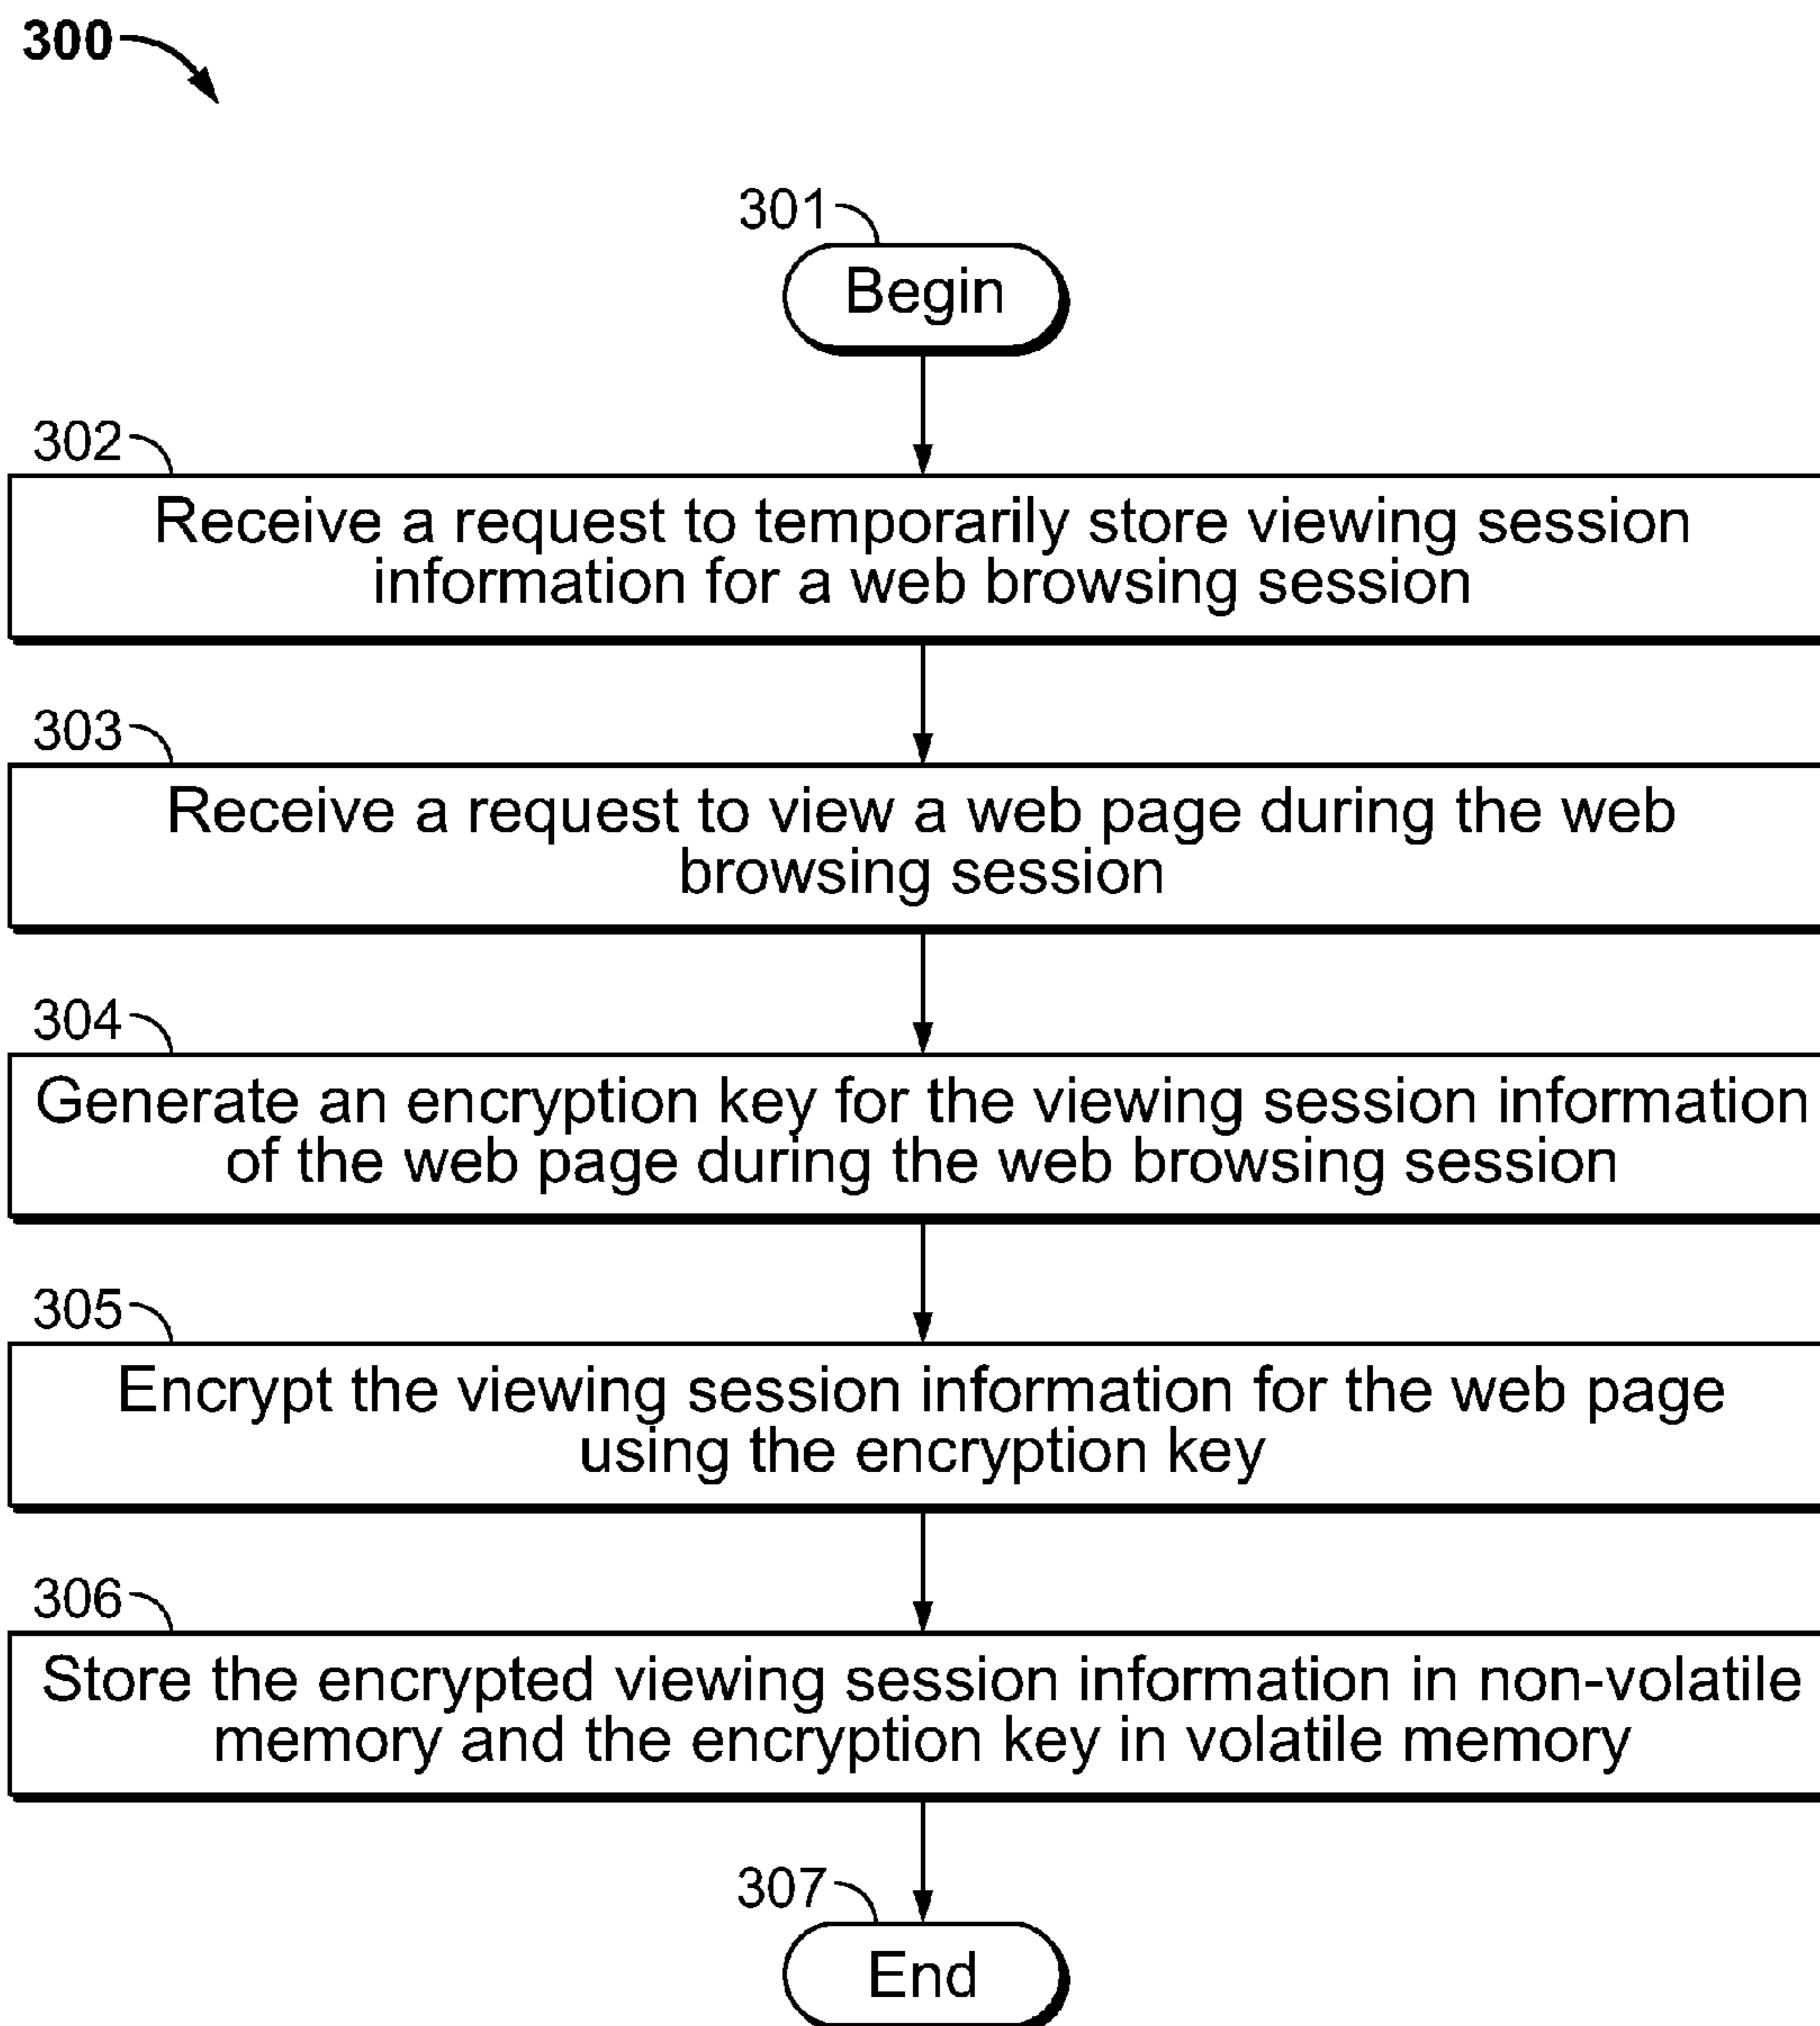 300
301
Begin
302
Receive a request to temporarily store viewing session
information for a web browsing session
303
Receive a request to view a web page during the web
browsing session
304
Generate an encryption key for the viewing session information
of the web page during the web browsing session
305
Encrypt the viewing session information for the web page
using the encryption key
306
Store the encrypted viewing session information in non-volatile
memory and the encryption key in volatile memory
307
End